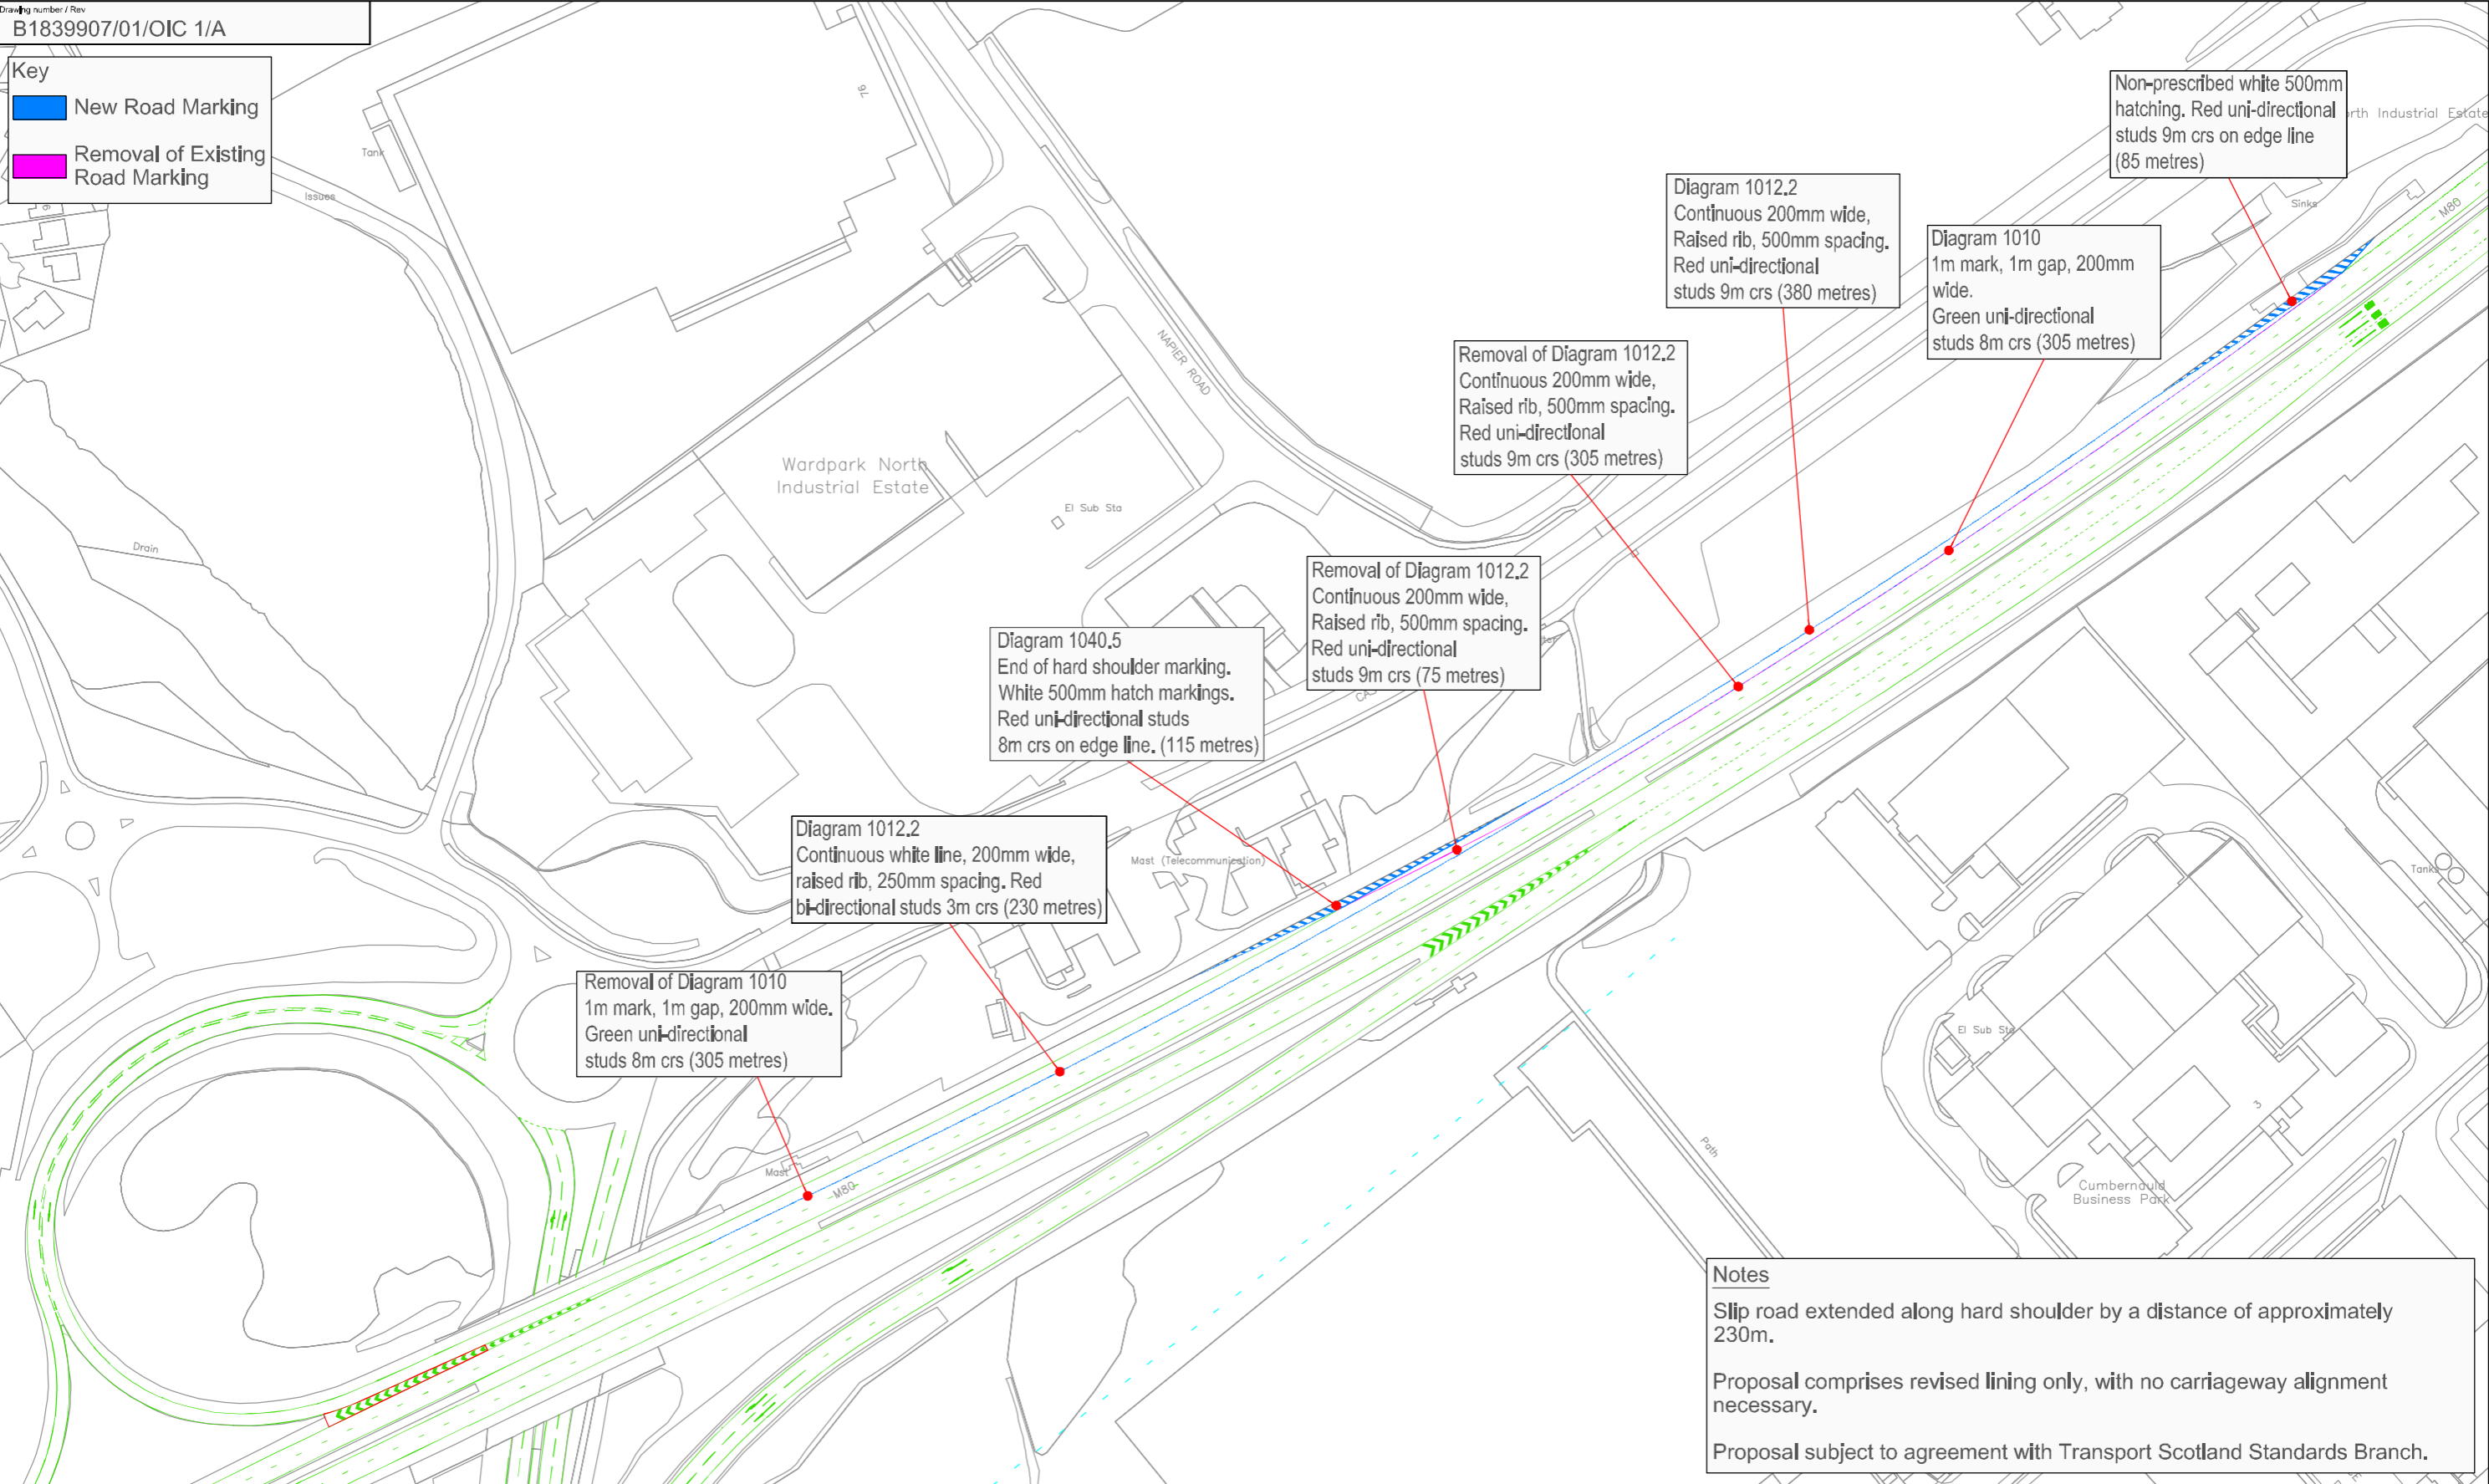 Drawing number / Rev
B1839907/01/OIC 1/A
Key
New Road Marking
Removal of Existing
Road Marking
Non-prescribed white 500mm
hatching. Red uni-directional
studs 9m crs on edge line
(85 metres)
Diagram 1012.2
Continuous 200mm wide,
Raised rib, 500mm spacing.
Red uni-directional
studs 9m crs (380 metres)
Diagram 1010
1m mark, 1m gap, 200mm
wide.
Green uni-directional
studs 8m crs (305 metres)
Removal of Diagram 1012.2
Continuous 200mm wide,
Raised rib, 500mm spacing.
Red uni-directional
studs 9m crs (305 metres)
Removal of Diagram 1012.2
Continuous 200mm wide,
Raised rib, 500mm spacing.
Red uni-directional
studs 9m crs (75 metres)
Diagram 1040.5
End of hard shoulder marking.
White 500mm hatch markings.
Red uni-directional studs
8m crs on edge line. (115 metres)
Diagram 1012.2
Continuous white line, 200mm wide,
raised rib, 250mm spacing. Red
bi-directional studs 3m crs (230 metres)
Removal of Diagram 1010
1m mark, 1m gap, 200mm wide.
Green uni-directional
studs 8m crs (305 metres)
76
Tank
Issues
9
Drain
NAPIER ROAD
Wardpark North
Industrial Estate
El Sub Sta
rth Industrial Estate
Sinks
M80
CA
Mast (Telecommunication)
Mast
M80
Path
El Sub Sta
3
Tanks
Cumbernauld
Business Park
Notes
Slip road extended along hard shoulder by a distance of approximately
230m.
Proposal comprises revised lining only, with no carriageway alignment
necessary.
Proposal subject to agreement with Transport Scotland Standards Branch.